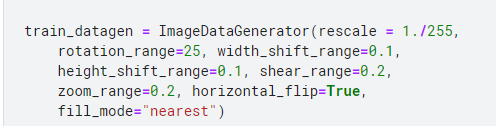 train_datagen = ImageDataGenerator(rescale = 1./255,
    rotation_range=25, width_shift_range=0.1,
    height_shift_range=0.1, shear_range=0.2,
    zoom_range=0.2, horizontal_flip=True,
    fill_mode="nearest")